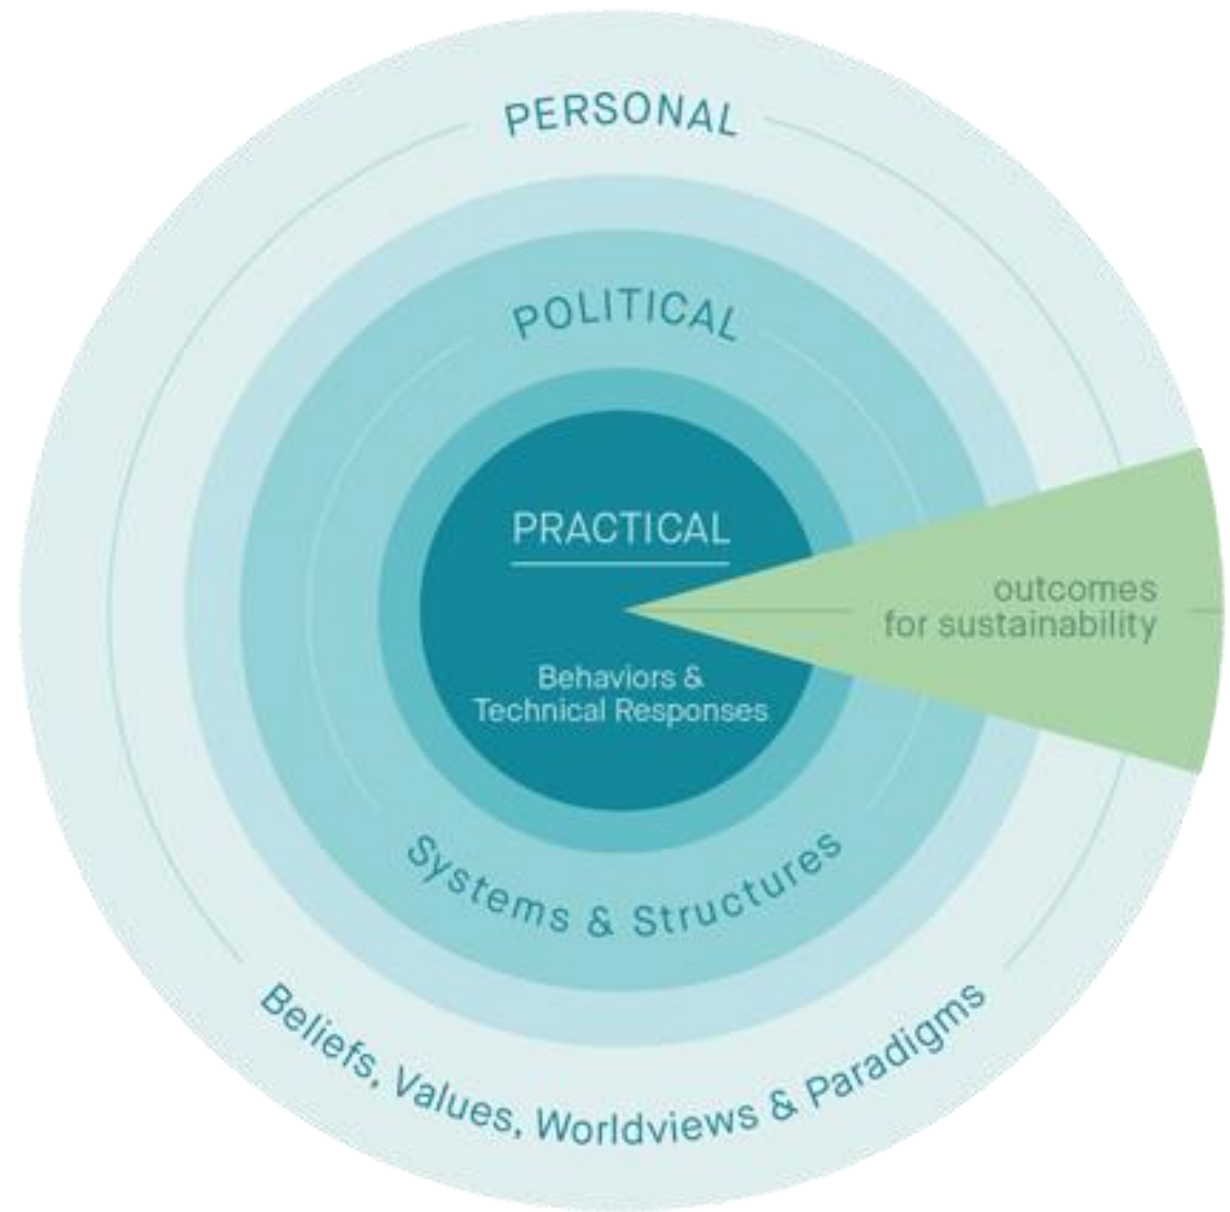 PERSONAL
POLITICAL
PRACTICAL
outcomes
for sustainability
Behaviors &
Technical Responses
Systems & Structures
Beliefs, Values, Worldviews & Paradigms